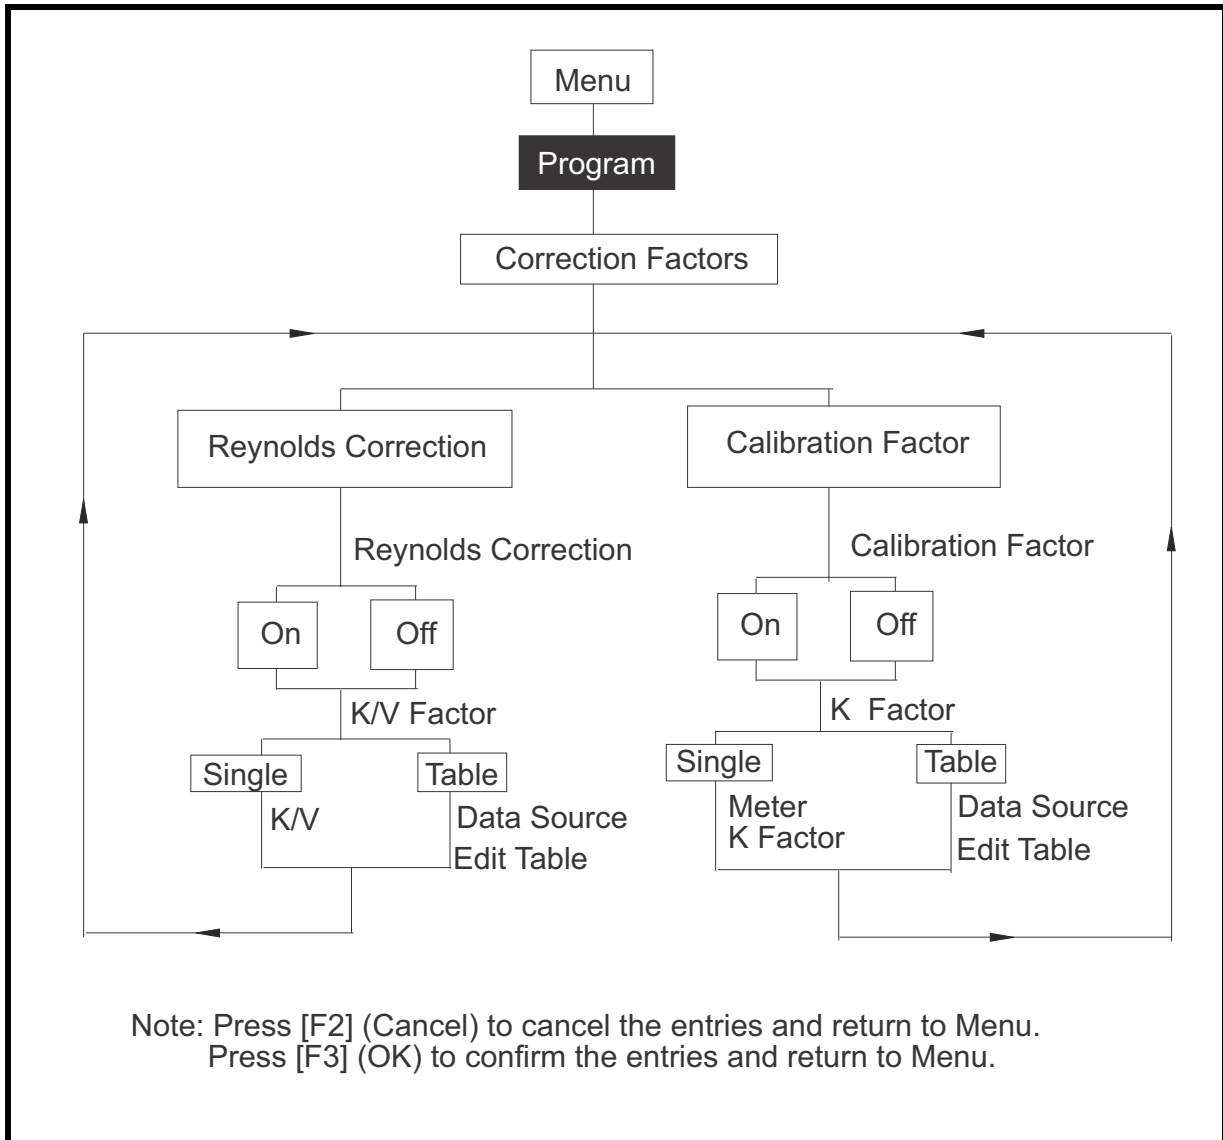 Menu
Program
Correction Factors
Reynolds Correction
Calibration Factor
Reynolds Correction
Calibration Factor
On
Off
On
Off
K/V Factor
K Factor
Single
Table
Single
Table
K/V
Data Source
Edit Table
Meter
K Factor
Data Source
Edit Table
Note: Press [F2] (Cancel) to cancel the entries and return to Menu.
Press [F3] (OK) to confirm the entries and return to Menu.